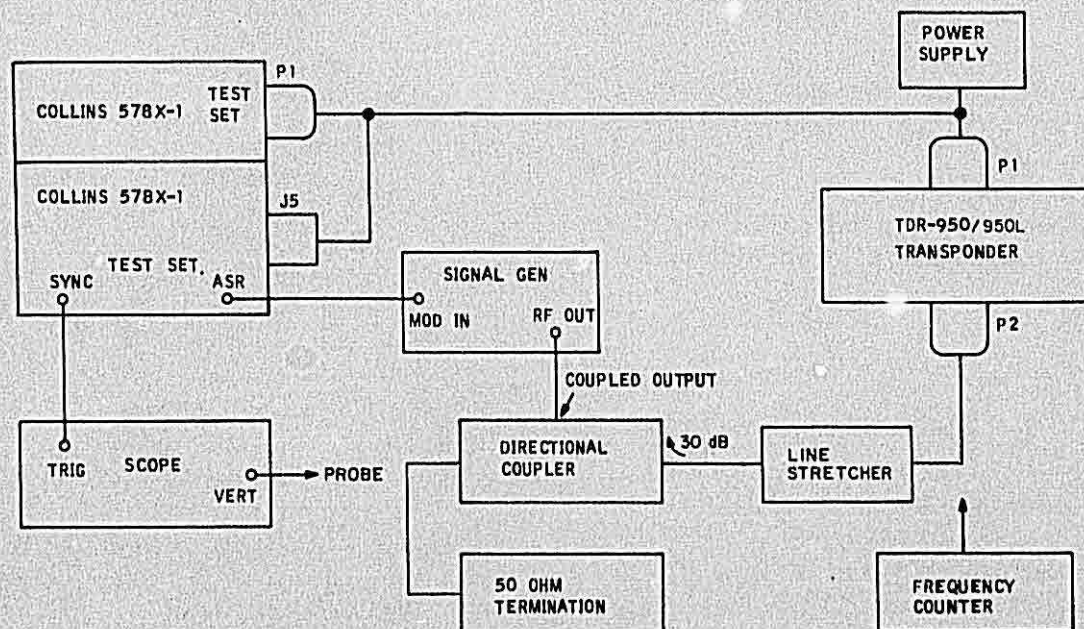 POWER
SUPPLY
P1
COLLINS 578X-1
TEST
SET
P1
COLLINS 578X-1
J5
TDR-950/950L
TRANSPONDER
TEST SET.
SYNC
ASR
SIGNAL GEN
MOD IN
RF OUT
P2
COUPLED OUTPUT
DIRECTIONAL
COUPLER
30 dB
LINE
STRETCHER
TRIG
SCOPE
VERT
PROBE
50 OHM
TERMINATION
FREQUENCY
COUNTER